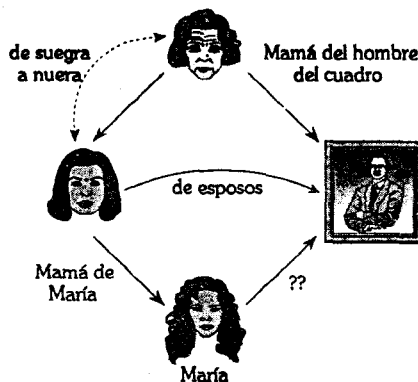 de suegra
a nuera
Mamá del hombre
del cuadro
de esposos
Mamá de
María
??
María